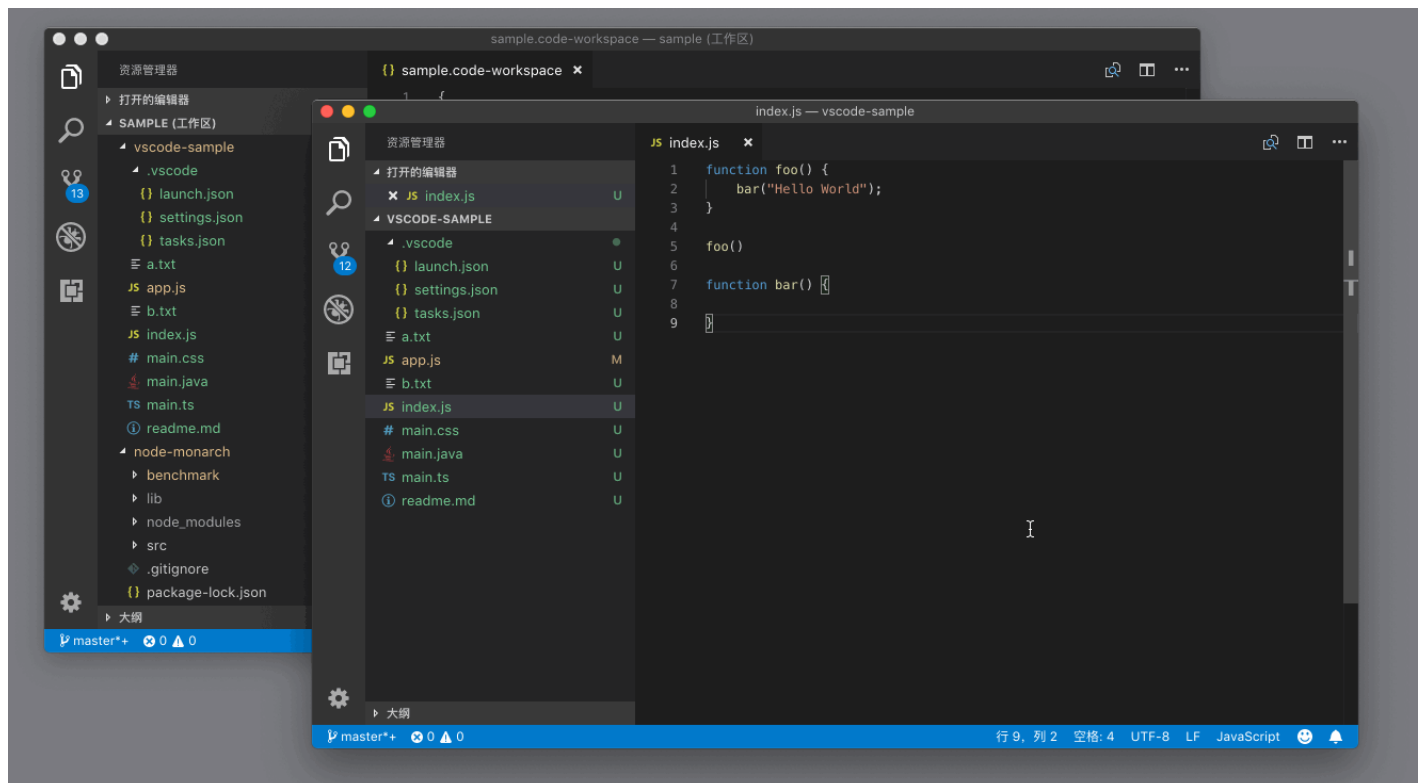 sample.code-workspace — sample (工作区)
资源管理器
{} sample.code-workspace ×
1 {
打开的编辑器
SAMPLE (工作区)
vscode-sample
.vscode
{} launch.json
{} settings.json
{} tasks.json
a.txt
JS app.js
b.txt
JS index.js
# main.css
main.java
TS main.ts
readme.md
node-monarch
benchmark
lib
node_modules
src
.gitignore
{} package-lock.json
大纲
13
master*+ 0 0
index.js — vscode-sample
资源管理器
打开的编辑器
× JS index.js U
VSCODE-SAMPLE
.vscode
{} launch.json U
{} settings.json U
{} tasks.json U
a.txt U
JS app.js M
b.txt U
JS index.js U
# main.css U
main.java U
TS main.ts U
readme.md U
大纲
12
JS index.js ×
1 function foo() {
2 bar("Hello World");
3 }
4
5 foo()
6
7 function bar() {
8
9 }
master*+ 0 0 行 9，列 2 空格: 4 UTF-8 LF JavaScript